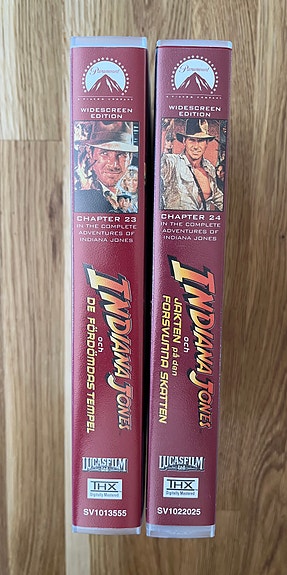 Paramount
A VIACOM COMPANY
WIDESCREEN
EDITION
CHAPTER 23
IN THE COMPLETE
ADVENTURES OF
INDIANA JONES
INDIANA JONES
och
DE FÖRDÖMDAS TEMPEL
LUCASFILM
Ltd
THX
Digitally Mastered
SV1013555
Paramount
A VIACOM COMPANY
WIDESCREEN
EDITION
CHAPTER 24
IN THE COMPLETE
ADVENTURES OF
INDIANA JONES
INDIANA JONES
och
JAKTEN på den
FÖRSVUNNA SKATTEN
LUCASFILM
Ltd
THX
Digitally Mastered
SV1022025